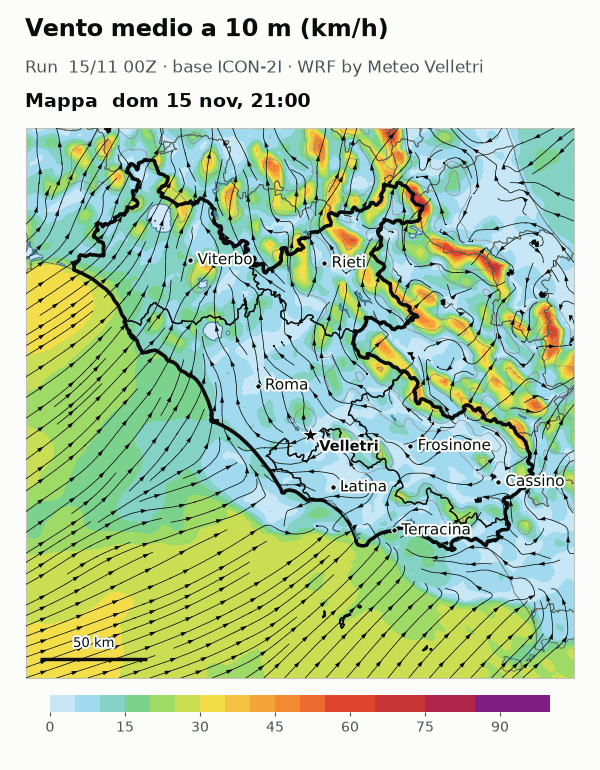 Vento medio a 10 m (km/h)
Run  15/11 00Z · base ICON-2I · WRF by Meteo Velletri
Mappa  dom 15 nov, 21:00
Viterbo
Rieti
Roma
Velletri
Frosinone
Cassino
Latina
Terracina
50 km
0 15 30 45 60 75 90